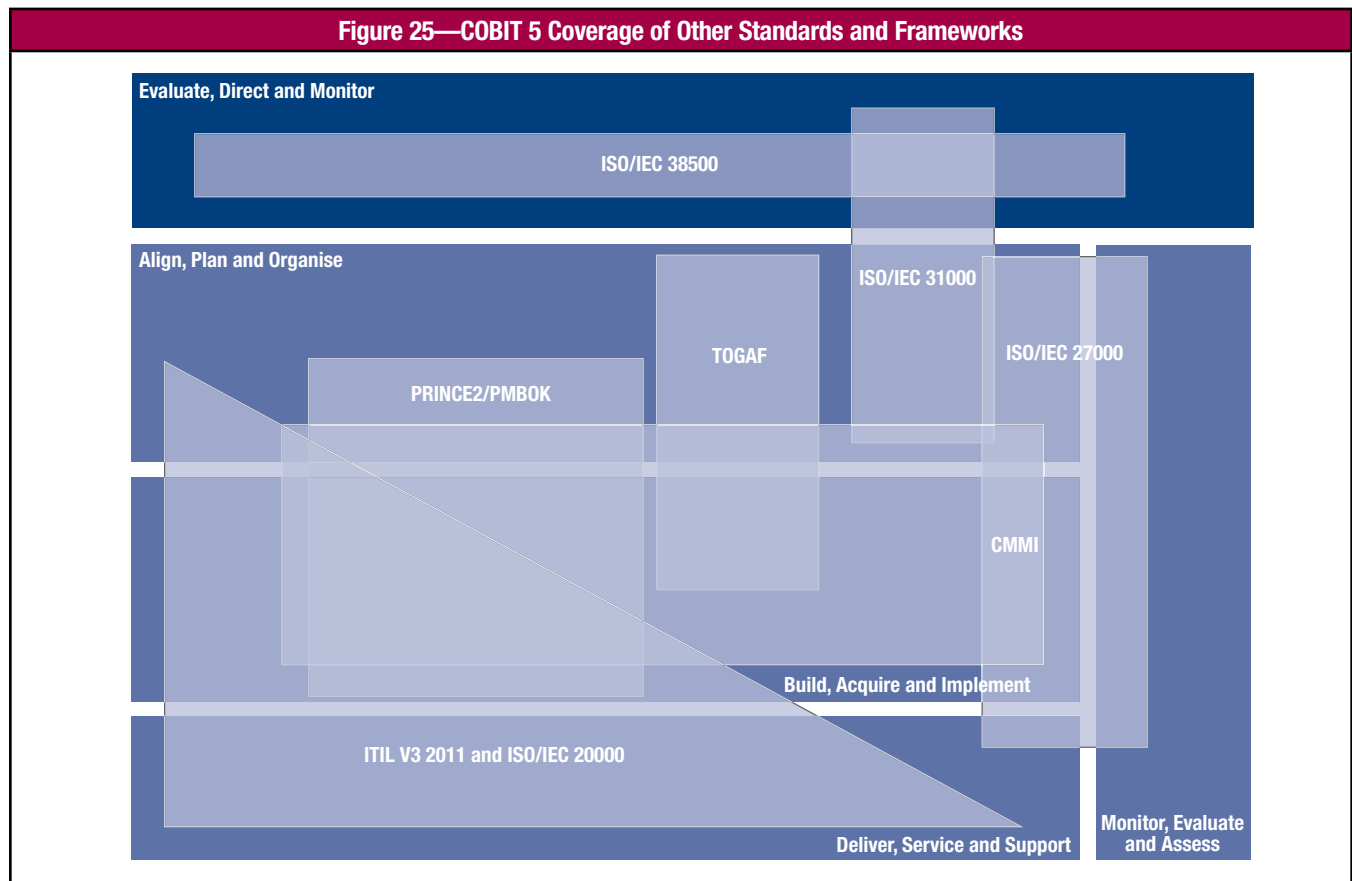 Figure 25—COBIT 5 Coverage of Other Standards and Frameworks
Evaluate, Direct and Monitor
ISO/IEC 38500
Align, Plan and Organise
ISO/IEC 31000
ISO/IEC 27000
TOGAF
PRINCE2/PMBOK
CMMI
Build, Acquire and Implement
ITIL V3 2011 and ISO/IEC 20000
Deliver, Service and Support
Monitor, Evaluate
and Assess